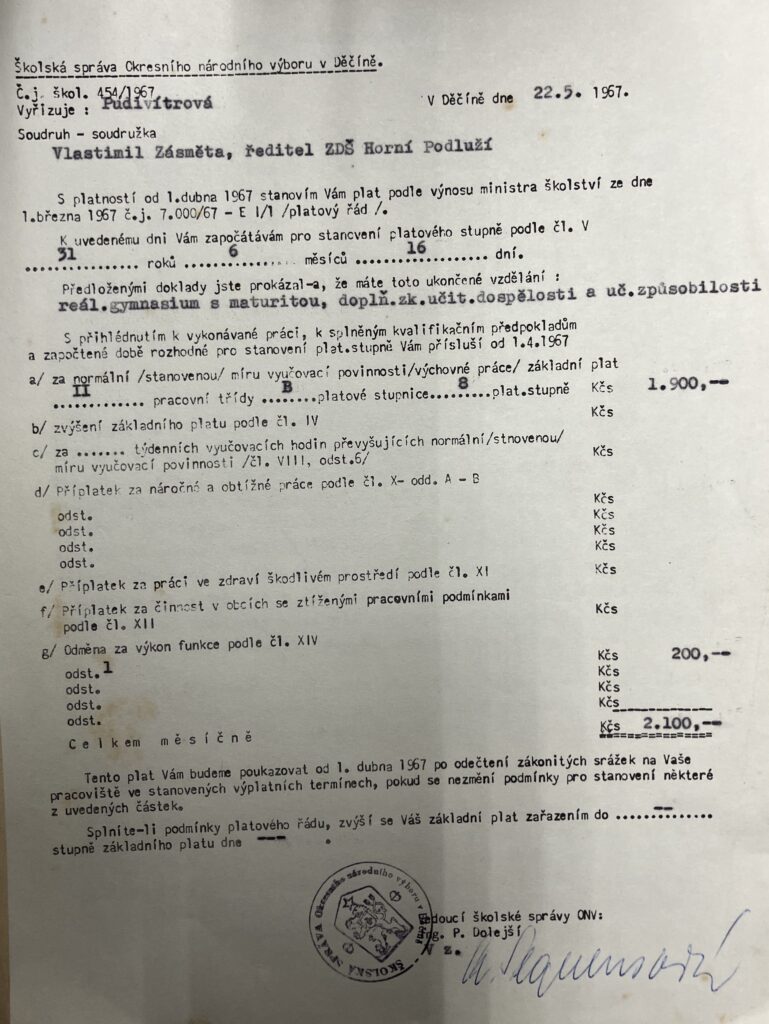 Školská správa Okresního národního výboru v Děčíně.
Č.j. škol. 454/1967
Vyřizuje : Pudivítrová
V Děčíně dne 22.5. 1967.
Soudruh - soudružka
Vlastimil Zásměta, ředitel ZDŠ Horní Podluží
S platností od 1.dubna 1967 stanovím Vám plat podle výnosu ministra školství ze dne
1.března 1967 č.j. 7.000/67 - E I/1 /platový řád /.
K uvedenému dni Vám započátávám pro stanovení platového stupně podle čl. V
31 roků 6 měsíců 16 dní.
Předloženými doklady jste prokázal-a, že máte toto ukončené vzdělání :
reál.gymnasium s maturitou, doplň.zk.učit.dospělosti a uč.způsobilosti
S přihlédnutím k vykonávané práci, k splněným kvalifikačním předpokladům
a započtené době rozhodné pro stanovení plat.stupně Vám přísluší od 1.4.1967
a/ za normální /stanovenou/ míru vyučovací povinnosti/výchovné práce/ základní plat
II pracovní třídy B platové stupnice 8 plat.stupně Kčs 1.900,--
b/ zvýšení základního platu podle čl. IV Kčs
c/ za ....... týdenních vyučovacích hodin převyšujících normální/stnovenou/
míru vyučovací povinnosti /čl. VIII, odst.6/ Kčs
d/ Příplatek za náročné a obtížné práce podle čl. X- odd. A - B
Kčs
odst. Kčs
odst. Kčs
odst. Kčs
odst.
e/ Příplatek za práci ve zdraví škodlivém prostředí podle čl. XI Kčs
f/ Příplatek za činnost v obcích se ztíženými pracovními podmínkami
podle čl. XII Kčs
g/ Odměna za výkon funkce podle čl. XIV
Kčs 200,--
odst. 1 Kčs
odst. Kčs
odst. Kčs
odst.
Celkem měsíčně Kčs 2.100,--
Tento plat Vám budeme poukazovat od 1. dubna 1967 po odečtení zákonitých srážek na Vaše
pracoviště ve stanovených výplatních termínech, pokud se nezmění podmínky pro stanovení některé
z uvedených částek.
Splníte-li podmínky platového řádu, zvýší se Váš základní plat zařazením do ......--.......
stupně základního platu dne --- .
ŠKOLSKÁ SPRÁVA Okresního národního výboru v Děčíně -
vedoucí školské správy ONV:
Ing. P. Dolejší
V z.